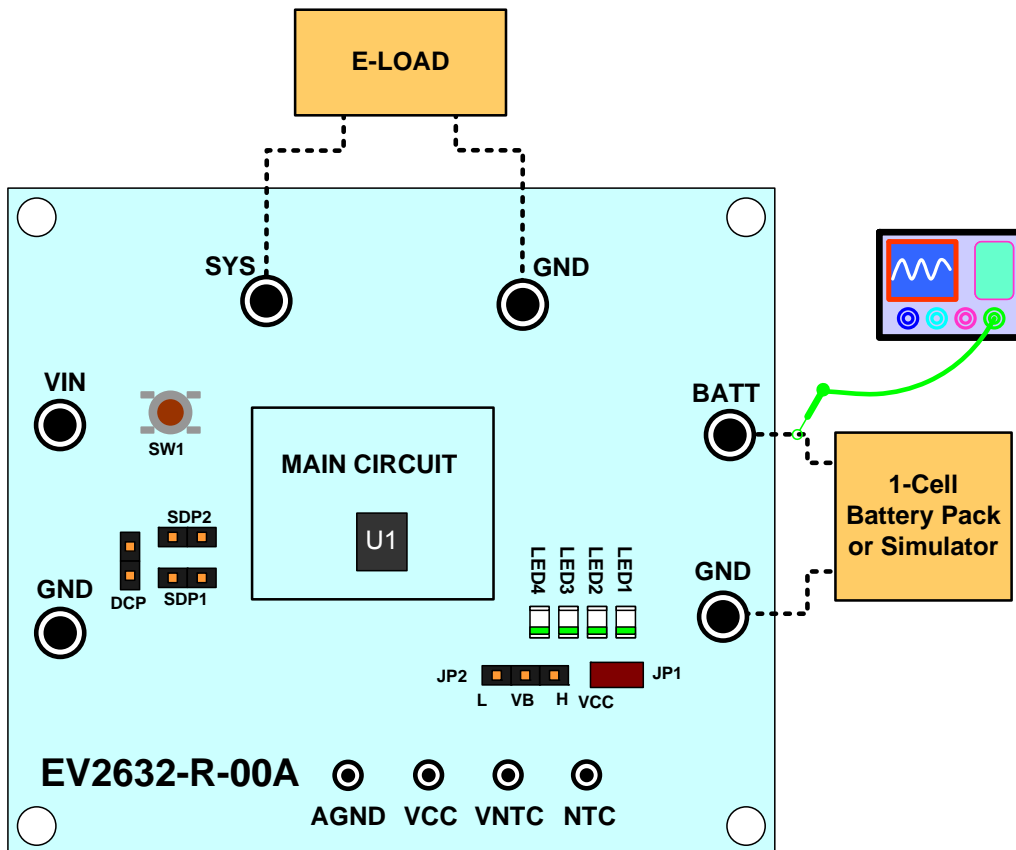 E-LOAD
SYS
GND
VIN
BATT
SW1
MAIN CIRCUIT
1-Cell
Battery Pack
or Simulator
SDP2
U1
LED4
LED3
LED2
LED1
GND
GND
DCP
SDP1
JP2
JP1
L
VB
H
VCC
EV2632-R-00A
AGND
VCC
VNTC
NTC